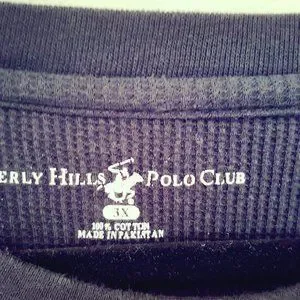 ERLY HILLS POLO CLUB
3X
100% COTTON
MADE IN PAKISTAN